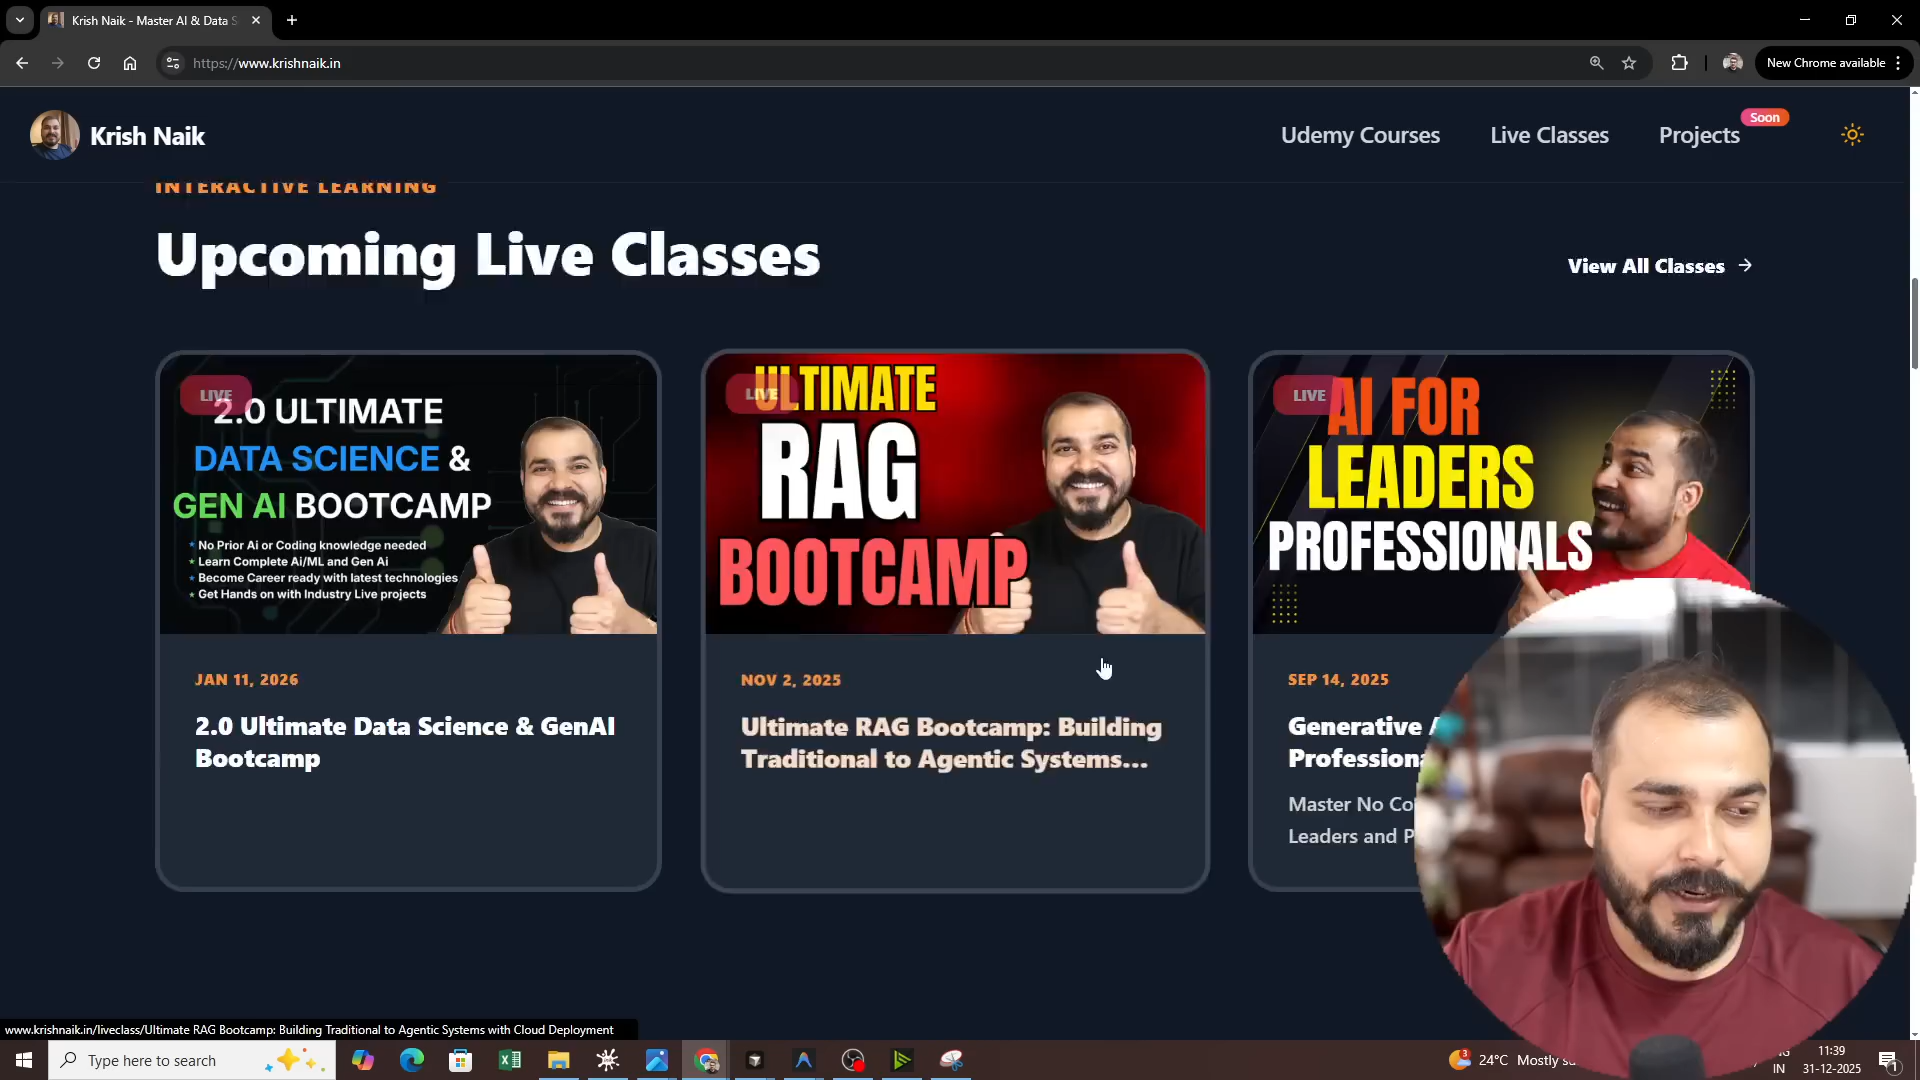 Krish Naik - Master AI & Data S
https://www.krishnaik.in
New Chrome available
Krish Naik
Udemy Courses
Live Classes
Projects
Soon
INTERACTIVE LEARNING
Upcoming Live Classes
View All Classes
LIVE
2.0 ULTIMATE
DATA SCIENCE &
GEN AI BOOTCAMP
No Prior Ai or Coding knowledge needed
Learn Complete Ai/ML and Gen Ai
Become Career ready with latest technologies
Get Hands on with Industry Live projects
JAN 11, 2026
2.0 Ultimate Data Science & GenAI
Bootcamp
LIVE
ULTIMATE
RAG
BOOTCAMP
NOV 2, 2025
Ultimate RAG Bootcamp: Building
Traditional to Agentic Systems...
LIVE
AI FOR
LEADERS
PROFESSIONALS
SEP 14, 2025
Generative
Professiona
Master No Co
Leaders and P
www.krishnaik.in/liveclass/Ultimate RAG Bootcamp: Building Traditional to Agentic Systems with Cloud Deployment
Type here to search
3
24°C Mostly su
IN
11:39
31-12-2025
1